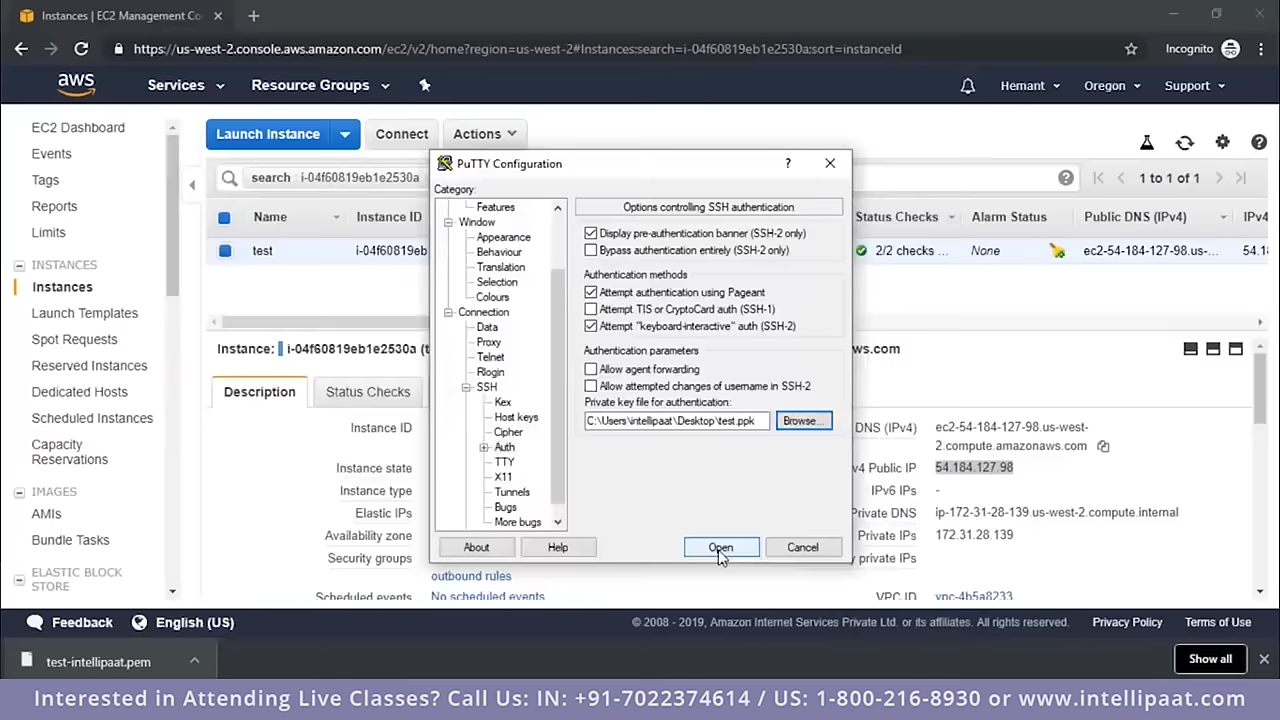 Instances | EC2 Management Co
https://us-west-2.console.aws.amazon.com/ec2/v2/home?region=us-west-2#Instances:search=i-04f60819eb1e2530a;sort=instanceId
Incognito
aws
Services
Resource Groups
Hemant
Oregon
Support
EC2 Dashboard
Events
Tags
Reports
Limits
INSTANCES
Instances
Launch Templates
Spot Requests
Reserved Instances
Dedicated Hosts
Scheduled Instances
Capacity
Reservations
IMAGES
AMIs
Bundle Tasks
ELASTIC BLOCK
STORE
Launch Instance
Connect
Actions
search i-04f60819eb1e2530a
1 to 1 of 1
Name
Instance ID
Status Checks
Alarm Status
Public DNS (IPv4)
IPv4
test
i-04f60819eb
2/2 checks ...
None
ec2-54-184-127-98.us-...
54.1
Instance: i-04f60819eb1e2530a (t
ws.com
Description
Status Checks
Instance ID
Instance state
Instance type
Elastic IPs
Availability zone
Security groups
outbound rules
Scheduled events
No scheduled events
DNS (IPv4)
ec2-54-184-127-98.us-west-
2.compute.amazonaws.com
v4 Public IP
54.184.127.98
IPv6 IPs
-
Private DNS
ip-172-31-28-139.us-west-2.compute.internal
Private IPs
172.31.28.139
VPC ID
vpc-4b5a8233
PuTTY Configuration
?
Category:
Features
Window
Appearance
Behaviour
Translation
Selection
Colours
Connection
Data
Proxy
Telnet
Rlogin
SSH
Kex
Host keys
Cipher
Auth
TTY
X11
Tunnels
Bugs
More bugs
Options controlling SSH authentication
Display pre-authentication banner (SSH-2 only)
Bypass authentication entirely (SSH-2 only)
Authentication methods
Attempt authentication using Pageant
Attempt TIS or CryptoCard auth (SSH-1)
Attempt "keyboard-interactive" auth (SSH-2)
Authentication parameters
Allow agent forwarding
Allow attempted changes of username in SSH-2
Private key file for authentication:
C:\Users\intellipaat\Desktop\test.ppk
Browse...
About
Help
Open
Cancel
Feedback
English (US)
© 2008 - 2019, Amazon Internet Services Private Ltd. or its affiliates. All rights reserved.
Privacy Policy
Terms of Use
test-intellipaat.pem
Show all
Interested in Attending Live Classes? Call Us: IN: +91-7022374614 / US: 1-800-216-8930 or www.intellipaat.com